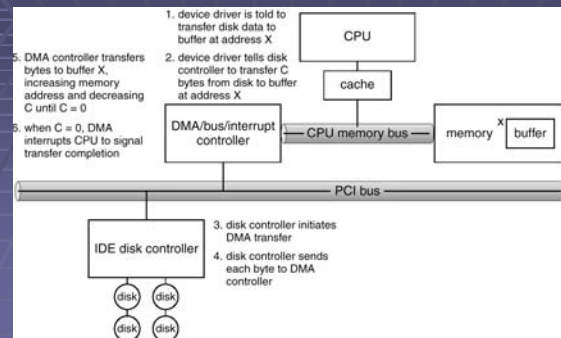 1. device driver is told to
transfer disk data to
buffer at address X
2. device driver tells disk
controller to transfer C
bytes from disk to buffer
at address X
5. DMA controller transfers
bytes to buffer X,
increasing memory
address and decreasing
C until C = 0
6. when C = 0, DMA
interrupts CPU to signal
transfer completion
CPU
cache
DMA/bus/interrupt
controller
CPU memory bus
memory
X
buffer
PCI bus
IDE disk controller
3. disk controller initiates
DMA transfer
4. disk controller sends
each byte to DMA
controller
disk
disk
disk
disk